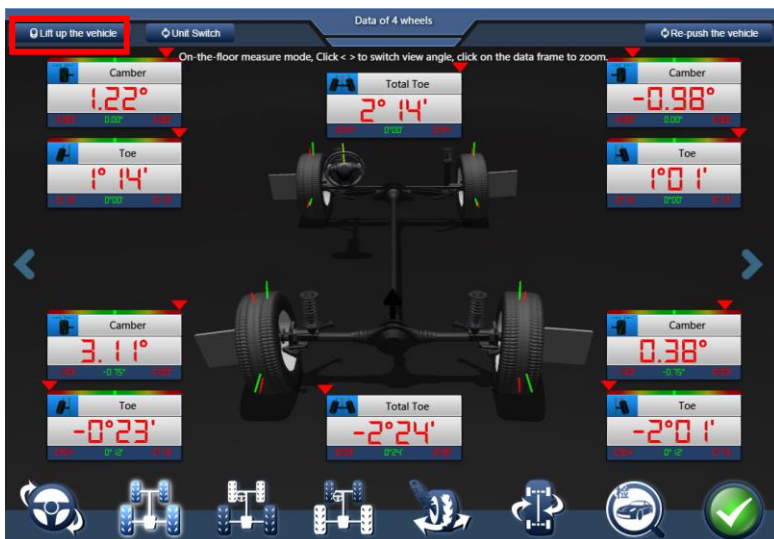 Data of 4 wheels
Lift up the vehicle
Unit Switch
Re-push the vehicle
On-the-floor measure mode, Click < > to switch view angle, click on the data frame to zoom.
Camber
1.22°
0.00°
Total Toe
2°14'
0°00'
Camber
-0.98°
0.00°
Toe
1°14'
0°00'
Toe
1°01'
0°00'
Camber
3.11°
-0.75°
Camber
0.38°
-0.75°
Toe
-0°23'
0°12'
Total Toe
-2°24'
0°24'
Toe
-2°01'
0°12'